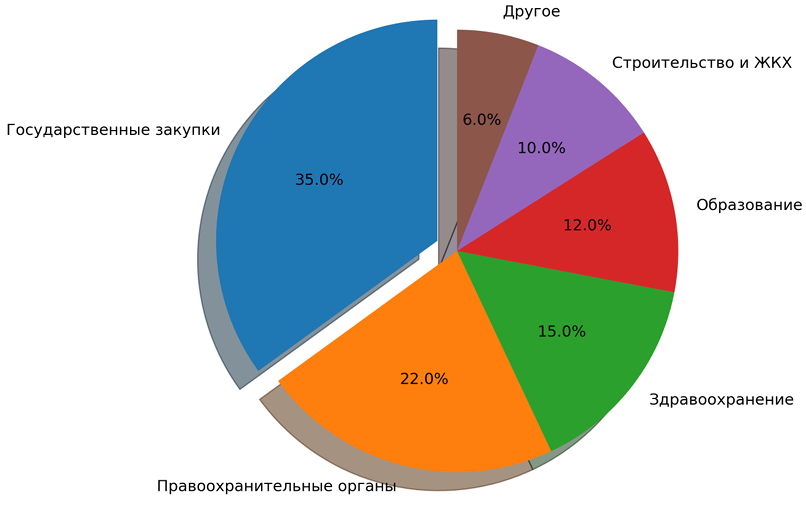 Другое
Строительство и ЖКХ
Государственные закупки
6.0%
10.0%
35.0%
Образование
12.0%
15.0%
22.0%
Здравоохранение
Правоохранительные органы